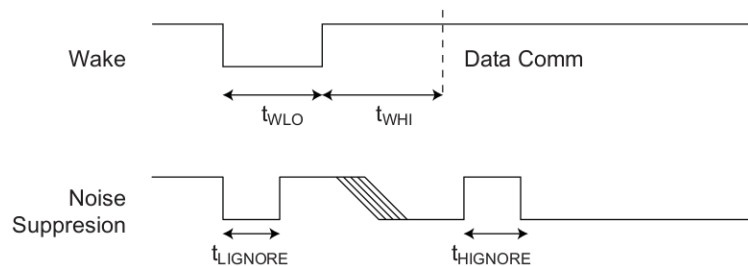 Wake
Data Comm
tWLO
tWHI
Noise
Suppresion
tLIGNORE
tHIGNORE